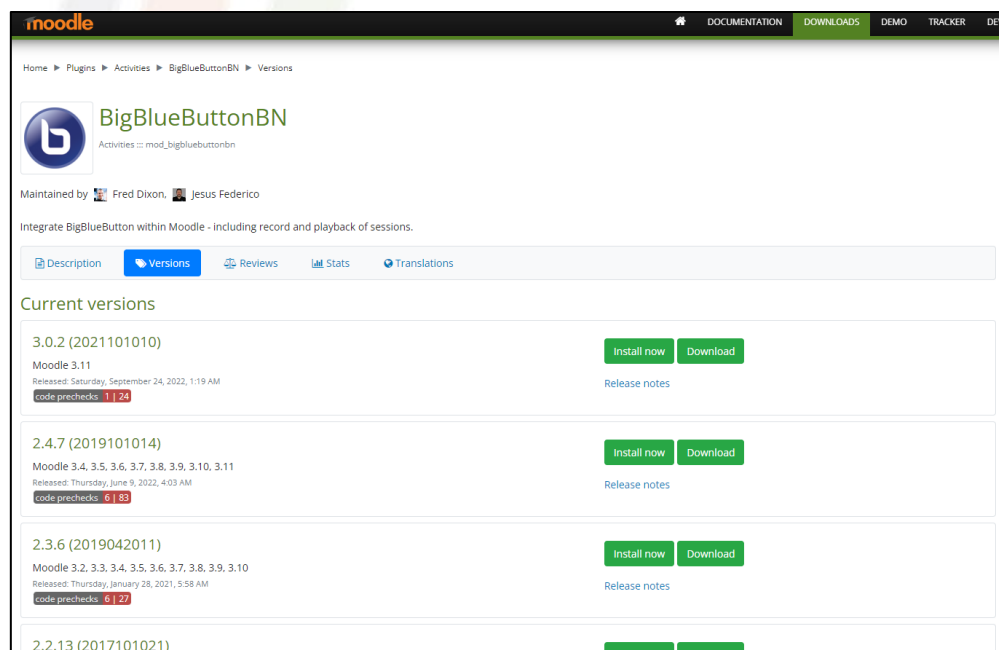 moodle
DOCUMENTATION DOWNLOADS DEMO TRACKER
Home ▶ Plugins ▶ Activities ▶ BigBlueButtonBN ▶ Versions
BigBlueButtonBN
Activities ::: mod_bigbluebuttonbn
Maintained by Fred Dixon, Jesus Federico
Integrate BigBlueButton within Moodle - including record and playback of sessions.
Description Versions Reviews Stats Translations
Current versions
3.0.2 (2021101010)
Install now Download
Moodle 3.11
Released: Saturday, September 24, 2022, 1:19 AM
Release notes
code prechecks 1 | 24
2.4.7 (2019101014)
Install now Download
Moodle 3.4, 3.5, 3.6, 3.7, 3.8, 3.9, 3.10, 3.11
Released: Thursday, June 9, 2022, 4:03 AM
Release notes
code prechecks 6 | 83
2.3.6 (2019042011)
Install now Download
Moodle 3.2, 3.3, 3.4, 3.5, 3.6, 3.7, 3.8, 3.9, 3.10
Released: Thursday, January 28, 2021, 5:58 AM
Release notes
code prechecks 6 | 27
2.2.13 (2017101021)